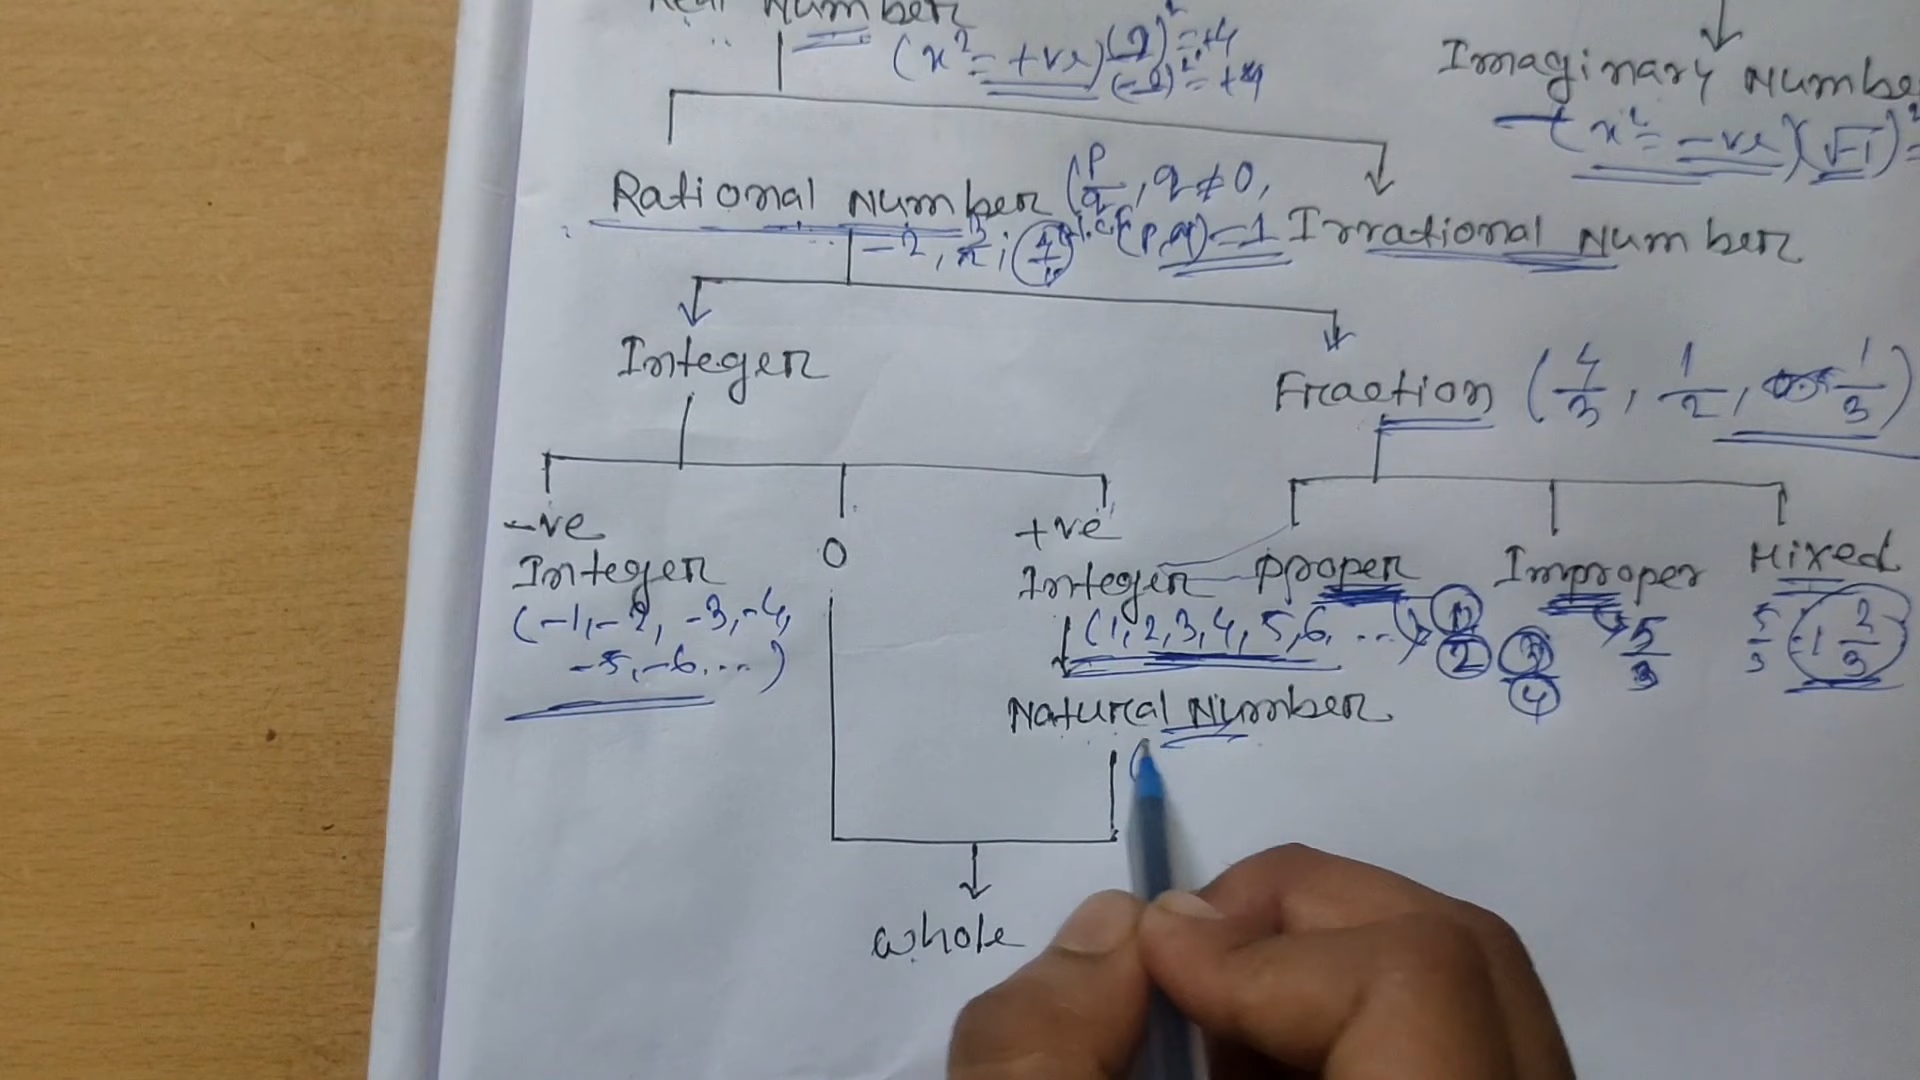 Real Number
(x² = +ve) (2)² = +4
(-2)² = +4
Imaginary Number
(x² = -ve) (√-1)² =
Rational Number (p/q, q ≠ 0,
-2, (p,q) = 1
Irrational Number
Integer
Fraction (4/3, 1/2, 1/3)
-ve
Integer
(-1, -2, -3, -4,
-5, -6, ...)
0
+ve
Integer
(1, 2, 3, 4, 5, 6, ...)
Proper
1/2 3/4
Improper
5/3
Mixed
5/3 = 1 2/3
Natural Number
(
whole